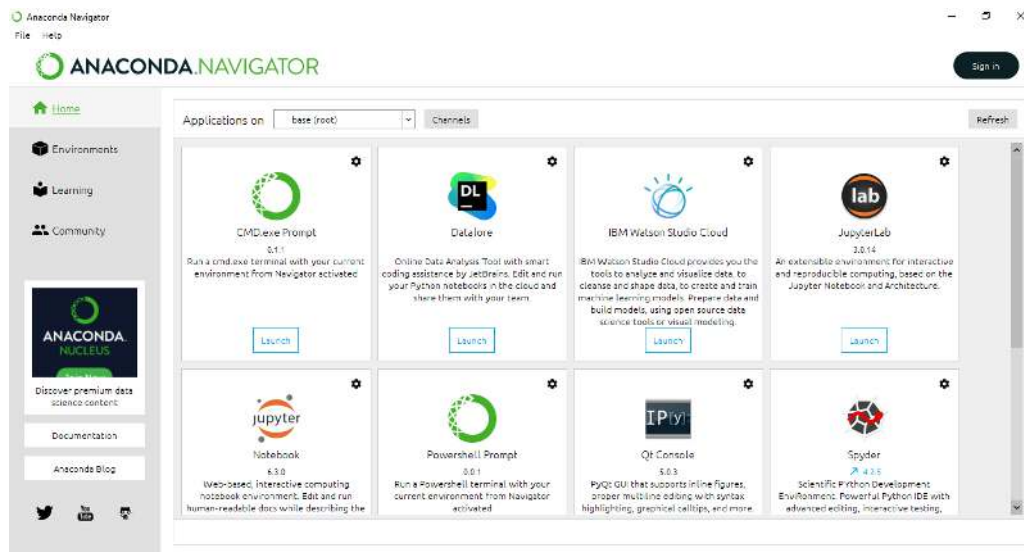 Anaconda Navigator
File Help
ANACONDA.NAVIGATOR
Sign in
Home
Environments
Learning
Community
ANACONDA.
NUCLEUS
Join Now
Discover premium data
science content
Documentation
Anaconda Blog
You
Tube
Applications on base (root) Channels Refresh
CMD.exe Prompt
0.1.1
Run a cmd.exe terminal with your current
environment from Navigator activated
Launch
DL
Datalore
Online Data Analysis Tool with smart
coding assistance by JetBrains. Edit and run
your Python notebooks in the cloud and
share them with your team.
Launch
IBM Watson Studio Cloud
IBM Watson Studio Cloud provides you the
tools to analyze and visualize data, to
cleanse and shape data, to create and train
machine learning models. Prepare data and
build models, using open source data
science tools or visual modeling.
Launch
lab
JupyterLab
3.0.14
An extensible environment for interactive
and reproducible computing, based on the
Jupyter Notebook and Architecture.
Launch
jupyter
Notebook
6.3.0
Web-based, interactive computing
notebook environment. Edit and run
human-readable docs while describing the
Powershell Prompt
0.0.1
Run a Powershell terminal with your
current environment from Navigator
activated
IP[y]
Qt Console
5.0.3
PyQt GUI that supports inline figures,
proper multiline editing with syntax
highlighting, graphical calltips, and more.
Spyder
4.2.5
Scientific PYthon Development
EnviRonment. Powerful Python IDE with
advanced editing, interactive testing,